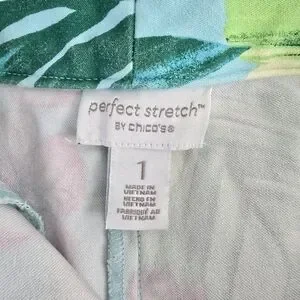 perfect stretch™
BY CHICO'S®
1
MADE IN
VIETNAM
HECHO EN
VIETNAM
FABRIQUÉ AU
VIETNAM